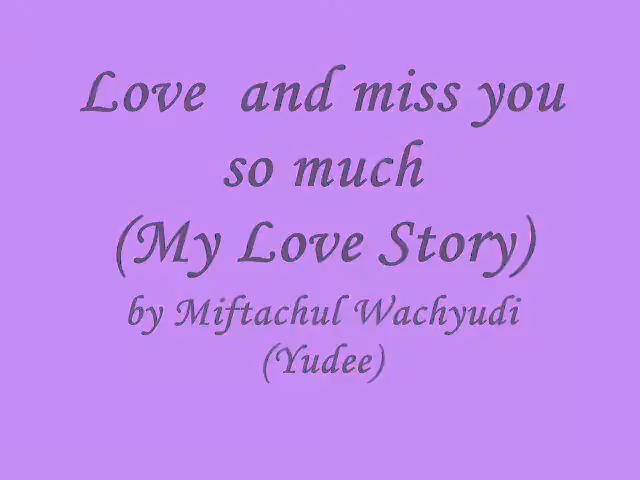 Love and miss you
so much
(My Love Story)
by Miftachul Wachyudi
(Yudee)